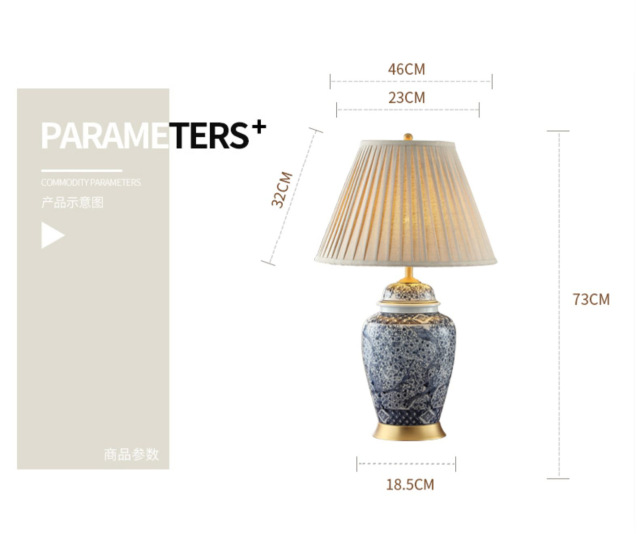 PARAMETERS+
COMMODITY PARAMETERS
产品示意图
商品参数
46CM
23CM
32CM
73CM
18.5CM